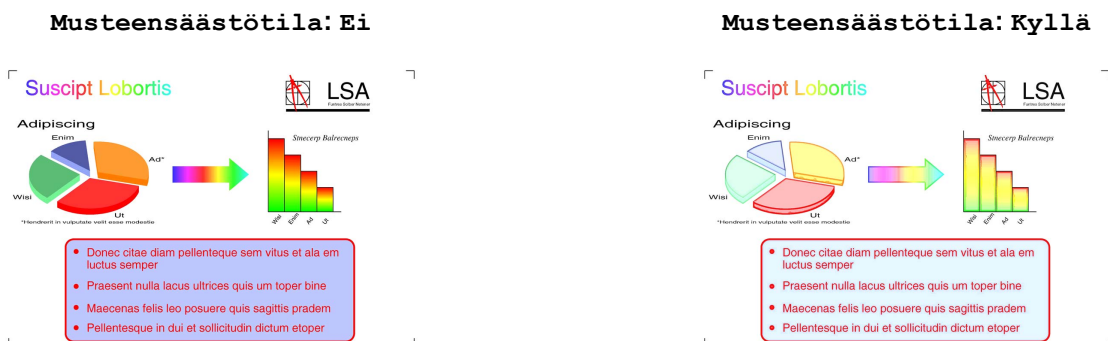 Musteensäästötila: Ei
Suscipt Lobortis
LSA
Adipiscing
Enim
Ad*
Wisi
Ut
*Hendrerit in vulputate velit esse modestie
Smecerp Balrecneps
Wisi
Enim
Ad
Ut
• Donec citae diam pellenteque sem vitus et ala em
luctus semper
• Praesent nulla lacus ultrices quis um toper bine
• Maecenas felis leo posuere quis sagittis pradem
• Pellentesque in dui et sollicitudin dictum etoper
Musteensäästötila: Kyllä
Suscipt Lobortis
LSA
Adipiscing
Enim
Ad*
Wisi
Ut
*Hendrerit in vulputate velit esse modestie
Smecerp Balrecneps
Wisi
Enim
Ad
Ut
• Donec citae diam pellenteque sem vitus et ala em
luctus semper
• Praesent nulla lacus ultrices quis um toper bine
• Maecenas felis leo posuere quis sagittis pradem
• Pellentesque in dui et sollicitudin dictum etoper